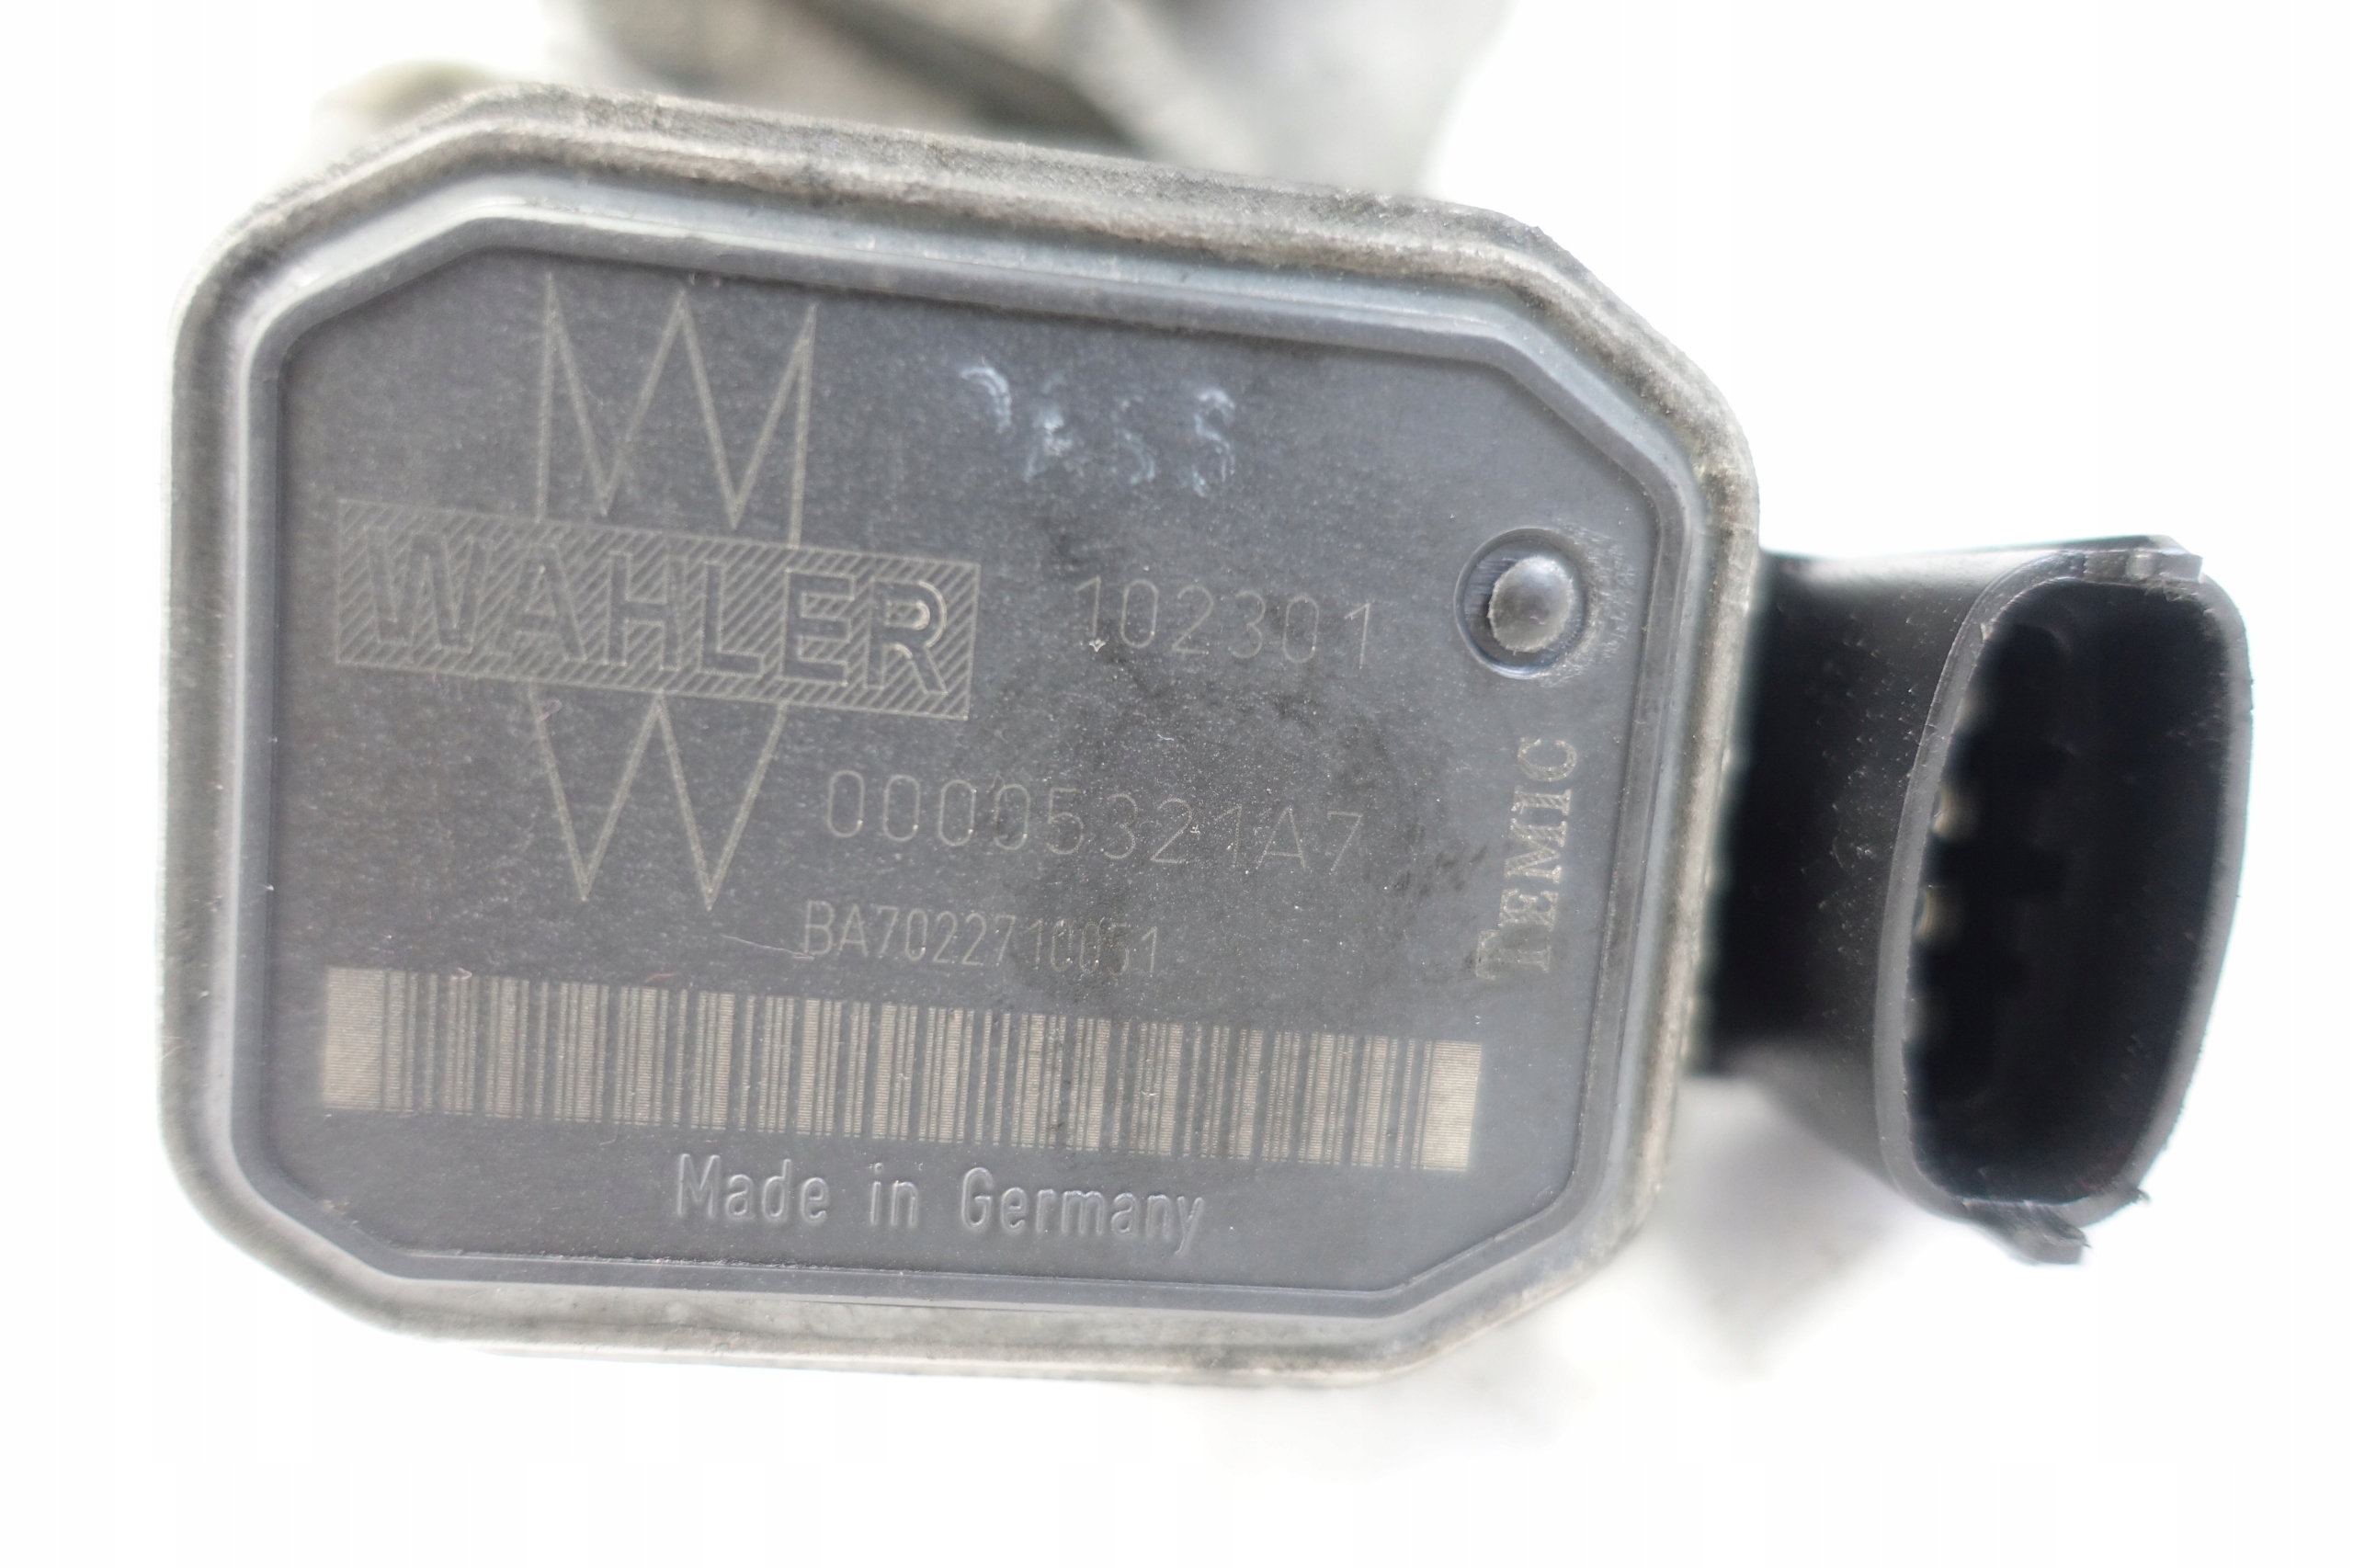 WAHLER
102301
00005321A7
BA7022710051
TEMIC
Made in Germany